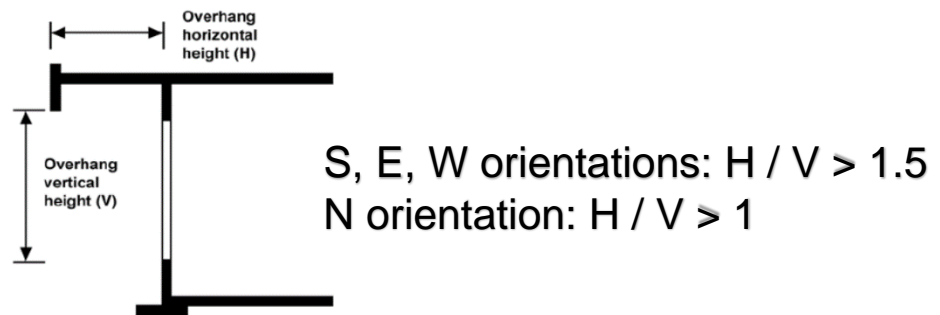 Overhang
horizontal
height (H)
Overhang
vertical
height (V)
S, E, W orientations: H / V > 1.5
N orientation: H / V > 1